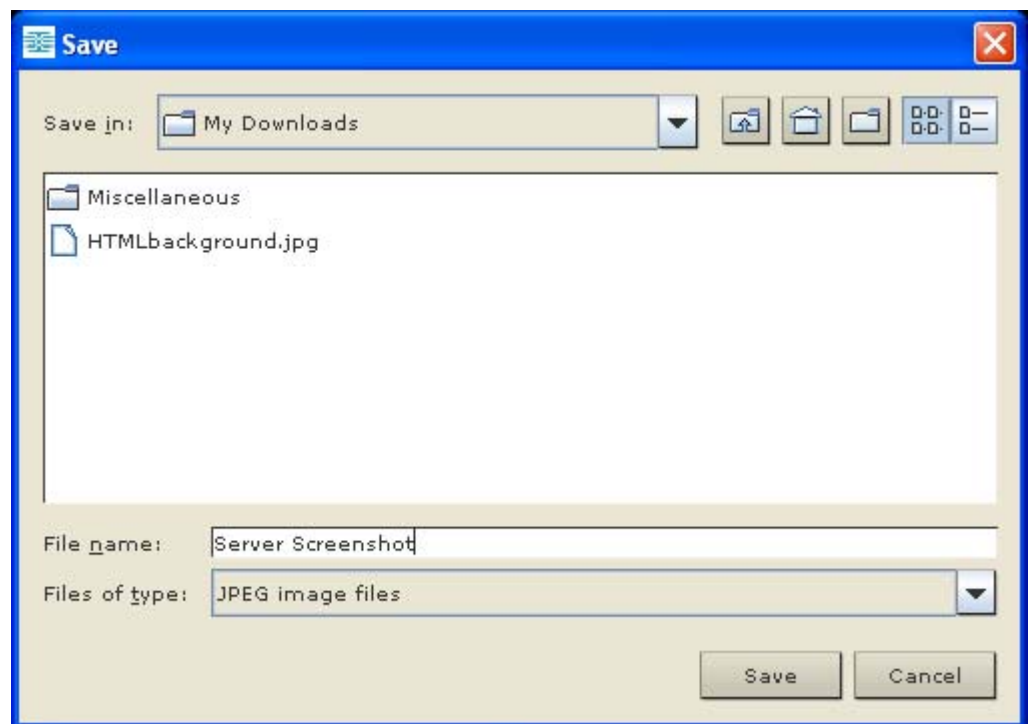 Save
Save in: My Downloads
Miscellaneous
HTMLbackground.jpg
File name: Server Screenshot
Files of type: JPEG image files
Save Cancel